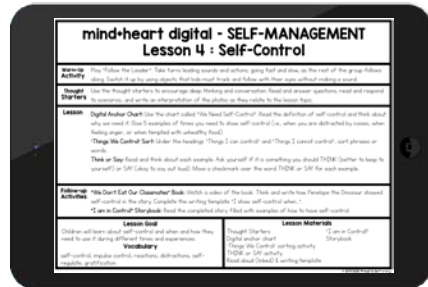 mind+heart digital - SELF-MANAGEMENT
Lesson 4 : Self-Control
Warm-Up
Activity
Play "Follow the Leader". Take turns leading sounds and actions, going fast and slow, as the rest of the group follows
along. Switch it up by using objects that kids must track and follow with their eyes without making a sound.
Thought
Starters
Use the thought starters to encourage deep thinking and conversation. Read and answer questions, read and respond
to scenarios, and write an interpretation of the photos as they relate to the lesson topic.
Lesson
Digital Anchor Chart: Use the chart called "We Need Self-Control". Read the definition of self-control and think about
why we need it. Give 5 examples of times you need to show self-control (i.e., when you are distracted by noises, when
feeling anger, or when tempted with unhealthy food).
"Things We Control" Sort: Under the headings "Things I can control" and "Things I cannot control", sort phrases or
words.
Think or Say: Read and think about each example. Ask yourself if it is something you should THINK (better to keep to
yourself) or SAY (okay to say out loud). Move a checkmark over the word THINK or SAY for each example.
Follow-up
Activities
"We Don't Eat Our Classmates" Book: Watch a video of the book. Think and write how Penelope the Dinosaur showed
self-control in the story. Complete the writing template "I show self-control when...".
"I am in Control" Storybook: Read the completed story filled with examples of how to have self-control.
Lesson Goal
Children will learn about self-control and when and how they
need to use it during different times and experiences.
Vocabulary
self-control, impulse control, reactions, distractions, self-
regulate, gratification
Lesson Materials
Thought Starters
Digital anchor chart
"Things We Control" sorting activity
THINK or SAY activity
Read aloud (linked) & writing template
"I am in Control"
Storybook